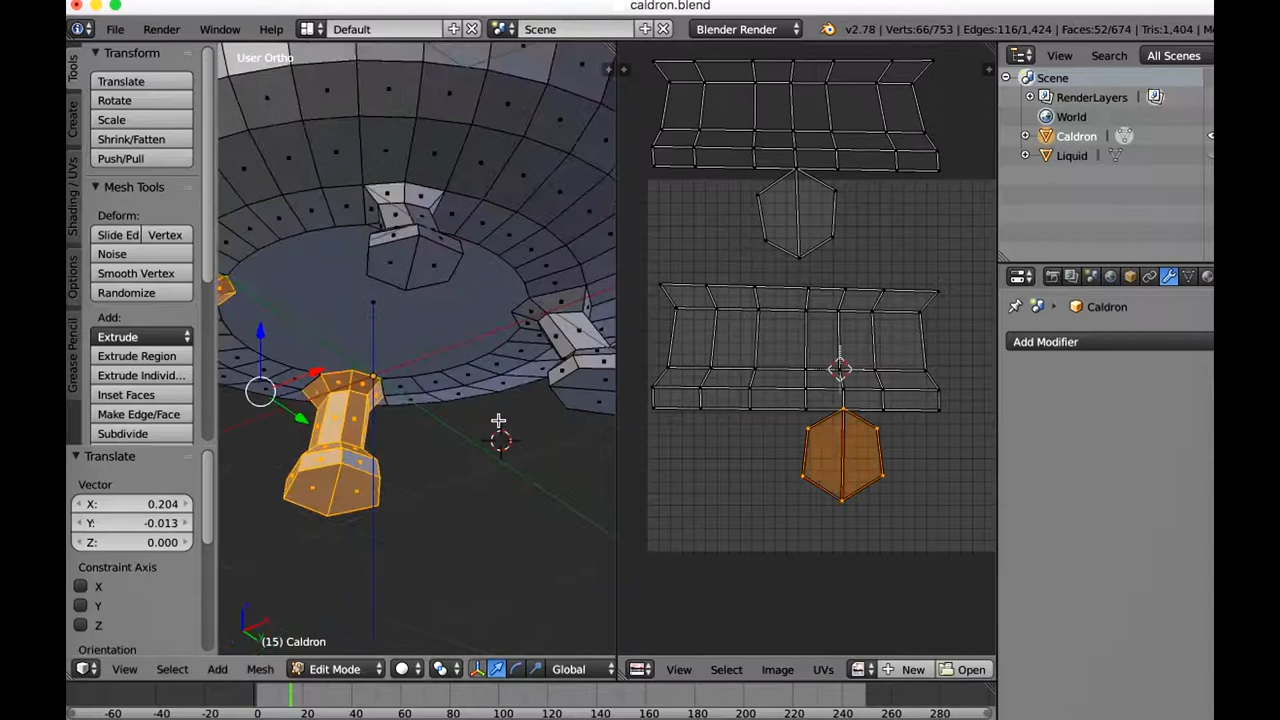 caldron.blend
File Render Window Help Default Scene Blender Render v2.78 | Verts:66/753 | Edges:116/1,424 | Faces:52/674 | Tris:1,404 |
Tools
Create
Shading / UVs
Options
Grease Pencil
Transform
Translate
Rotate
Scale
Shrink/Fatten
Push/Pull
Mesh Tools
Deform:
Slide Ed Vertex
Noise
Smooth Vertex
Randomize
Add:
Extrude
Extrude Region
Extrude Individ...
Inset Faces
Make Edge/Face
Subdivide
Translate
Vector
X: 0.204
Y: -0.013
Z: 0.000
Constraint Axis
X
Y
Z
Orientation
User Ortho
(15) Caldron
View Select Add Mesh Edit Mode Global
View Select Image UVs New Open
View Search All Scenes
Scene
RenderLayers
World
Caldron
Liquid
Caldron
Add Modifier
-60 -40 -20 0 20 40 60 80 100 120 140 160 180 200 220 240 260 280